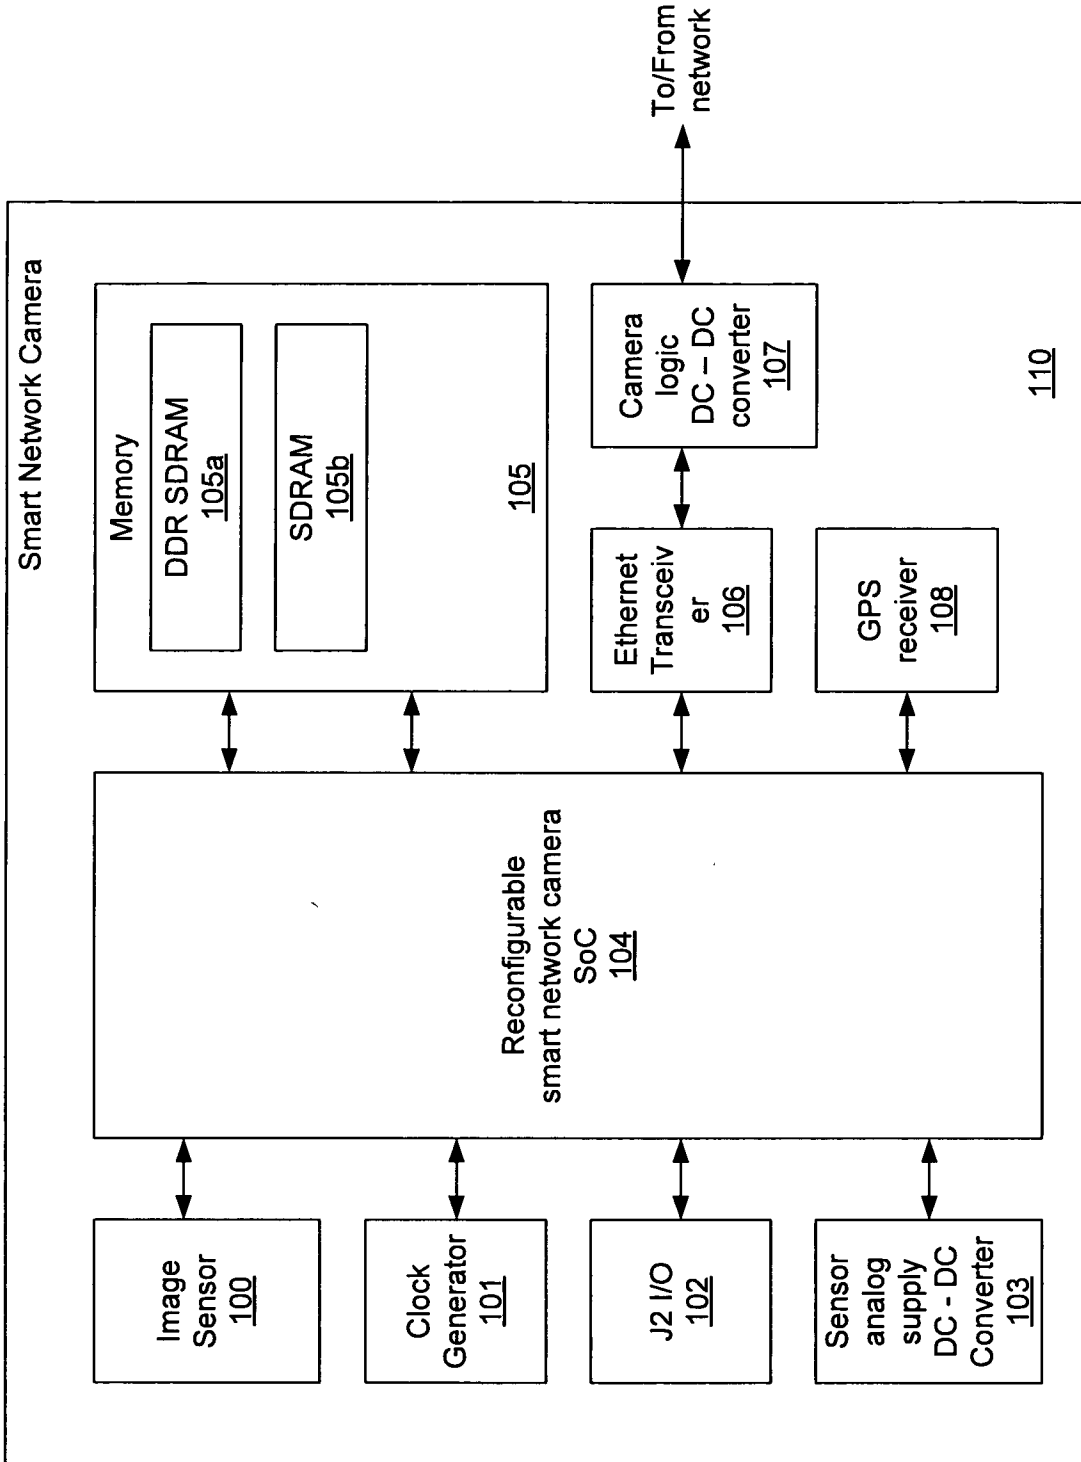 Smart Network Camera
Image
Sensor
100
Clock
Generator
101
J2 I/O
102
Sensor
analog
supply
DC - DC
Converter
103
Reconfigurable
smart network camera
SoC
104
Memory
DDR SDRAM
105a
SDRAM
105b
105
Ethernet
Transceiv
er
106
GPS
receiver
108
Camera
logic
DC – DC
converter
107
To/From
network
110